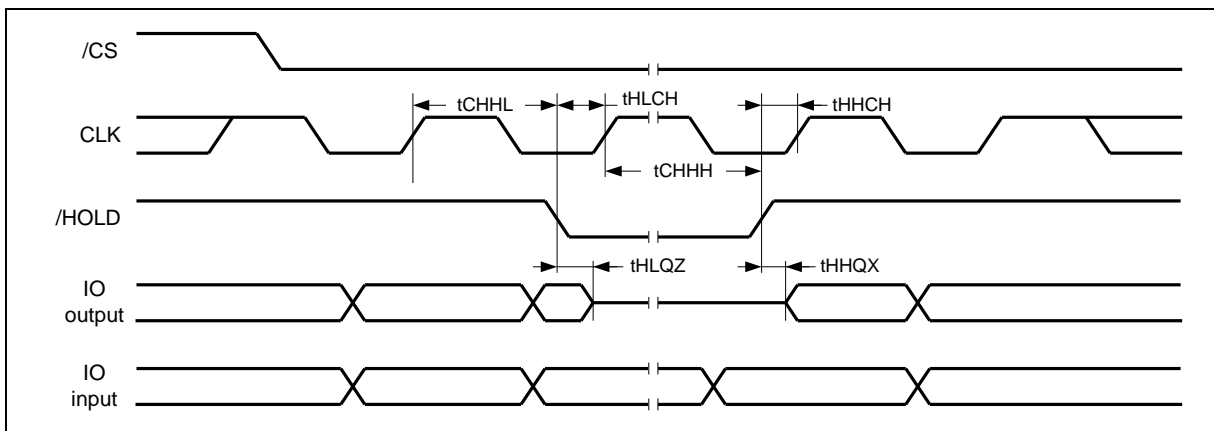 /CS
tCHHL
tHLCH
tHHCH
CLK
tCHHH
/HOLD
tHLQZ
tHHQX
IO
output
IO
input